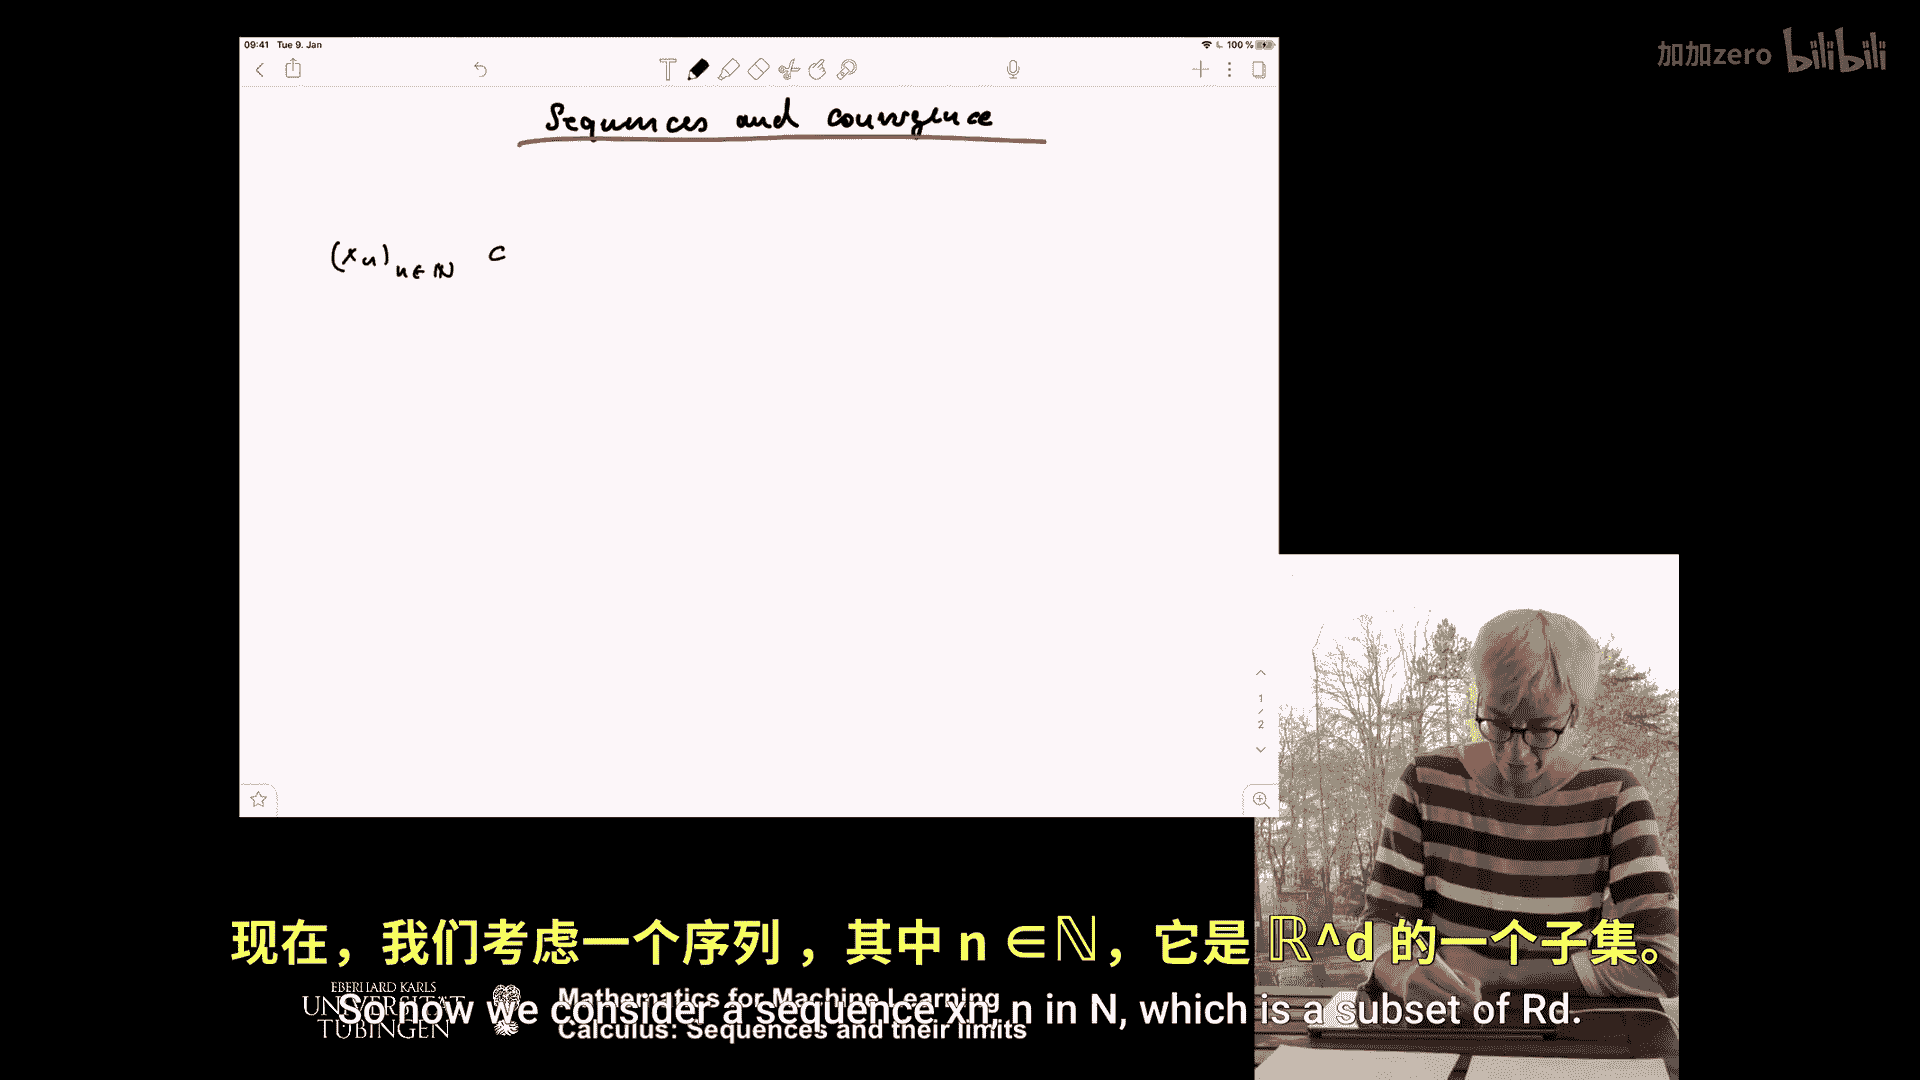 加加zero bilibili
09:41 Tue 9. Jan
100 %
T
Sequences and convergence
(xn)n∈ℕ ⊂
1
2
现在，我们考虑一个序列 ，其中 n ∈ℕ，它是 ℝ^d 的一个子集。
EBERHARD KARLS
UNIVERSITÄT
TÜBINGEN
Mathematics for Machine Learning
So now we consider a sequence xn, n in N, which is a subset of Rd.
Calculus: Sequences and their limits